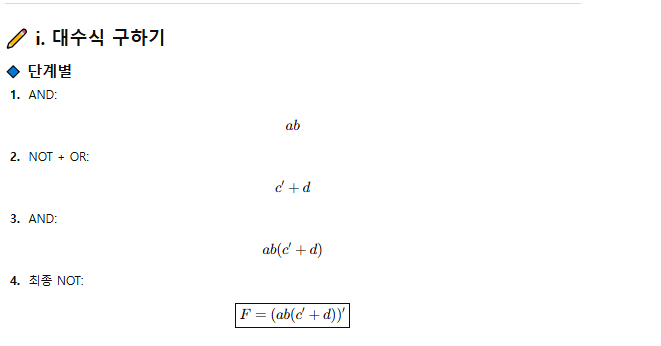 ✏️ i. 대수식 구하기
🔷 단계별
1. AND:
ab
2. NOT + OR:
c′ + d
3. AND:
ab(c′ + d)
4. 최종 NOT:
F = (ab(c′ + d))′